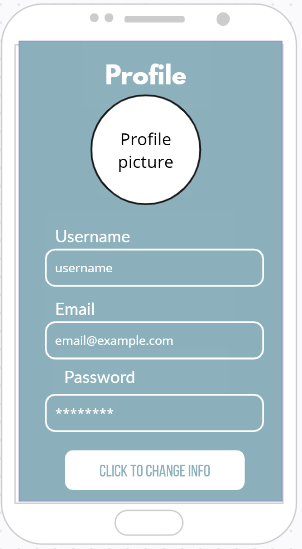 Profile
Profile
picture
Username
username
Email
email@example.com
Password
********
CLICK TO CHANGE INFO